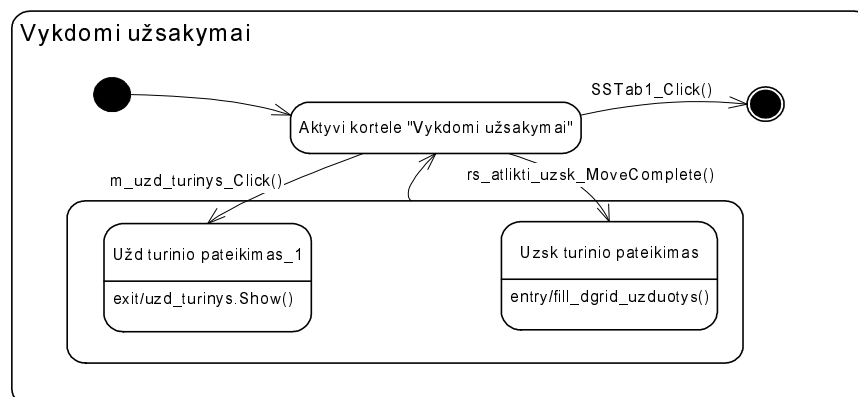 Vykdomi užsakymai
SSTab1_Click()
Aktyvi kortele "Vykdomi užsakymai"
m_uzd_turinys_Click()
rs_atlikti_uzsk_MoveComplete()
Užd turinio pateikimas_1
exit/uzd_turinys.Show()
Uzsk turinio pateikimas
entry/fill_dgrid_uzduotys()